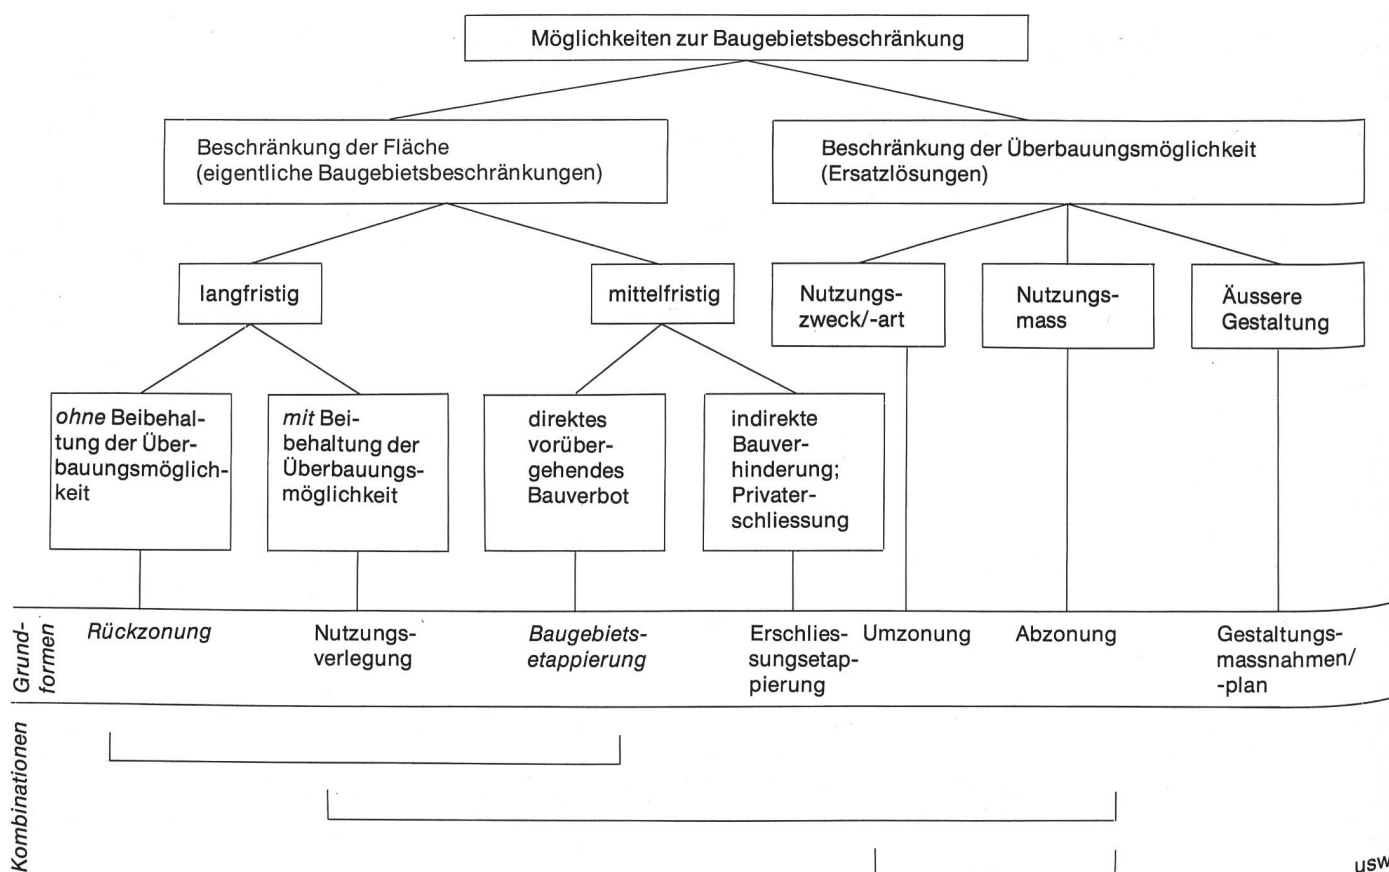 Möglichkeiten zur Baugebietsbeschränkung
Beschränkung der Fläche
(eigentliche Baugebietsbeschränkungen)
Beschränkung der Überbauungsmöglichkeit
(Ersatzlösungen)
langfristig
mittelfristig
Nutzungs-
zweck/-art
Nutzungs-
mass
Äussere
Gestaltung
ohne Beibehal-
tung der Über-
bauungsmöglich-
keit
mit Bei-
behaltung der
Überbauungs-
möglichkeit
direktes
vorüber-
gehendes
Bauverbot
indirekte
Bauver-
hinderung;
Privater-
schliessung
Grund-
formen
Rückzonung
Nutzungs-
verlegung
Baugebiets-
etappierung
Erschlies-
sungsetap-
pierung
Umzonung
Abzonung
Gestaltungs-
massnahmen/
-plan
Kombinationen
usw